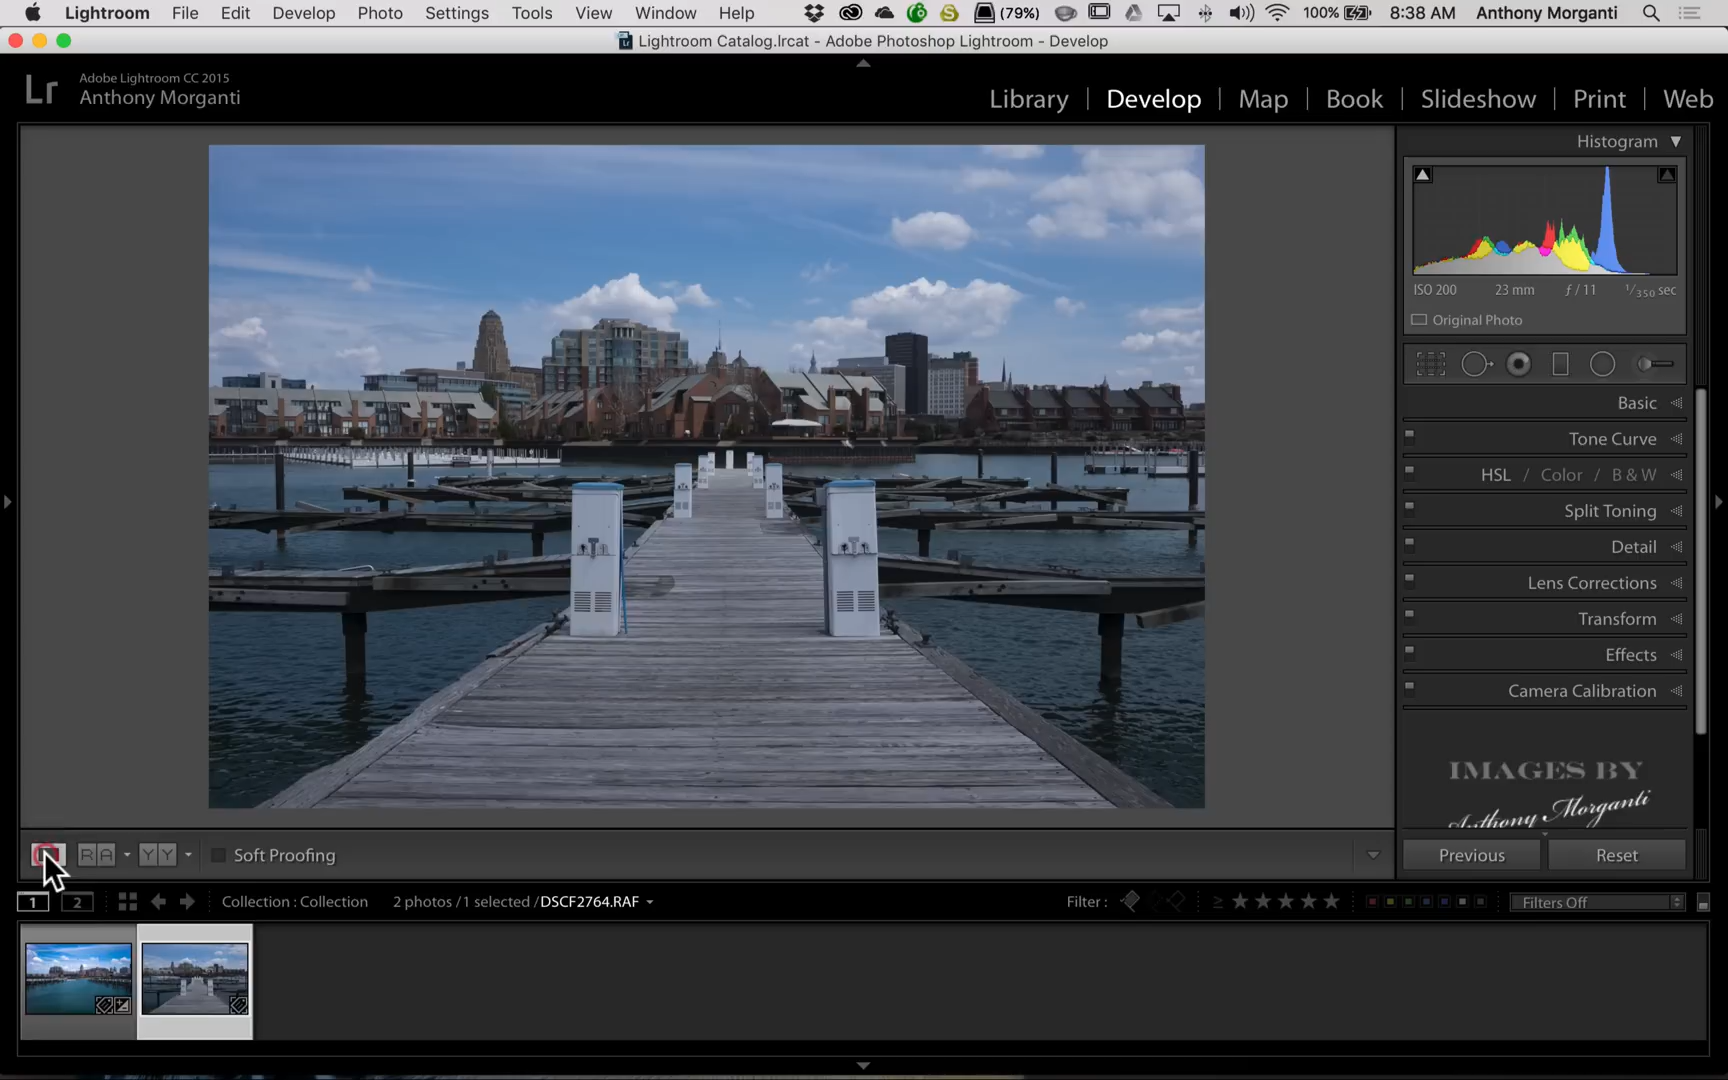 Lightroom File Edit Develop Photo Settings Tools View Window Help (79%) 100% 8:38 AM Anthony Morganti
Lightroom Catalog.lrcat - Adobe Photoshop Lightroom - Develop
Lr Adobe Lightroom CC 2015
Anthony Morganti
Library | Develop | Map | Book | Slideshow | Print | Web
Histogram
ISO 200 23 mm ƒ / 11 1/350 sec
Original Photo
Basic
Tone Curve
HSL / Color / B & W
Split Toning
Detail
Lens Corrections
Transform
Effects
Camera Calibration
IMAGES BY
Anthony Morganti
R A Y Y Soft Proofing
Previous Reset
1 2 Collection : Collection 2 photos / 1 selected / DSCF2764.RAF Filter : ≥ ★ ★ ★ ★ ★ Filters Off